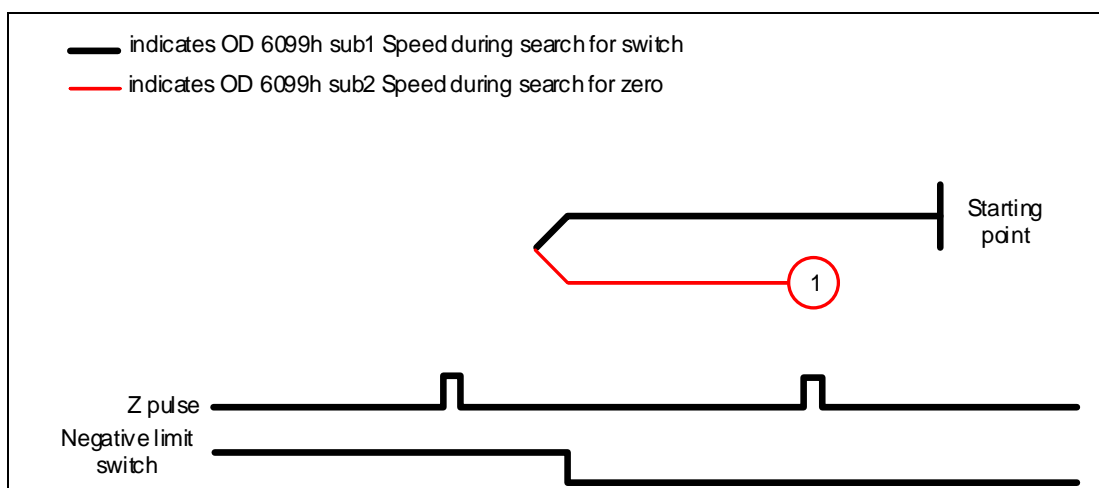 indicates OD 6099h sub1 Speed during search for switch
indicates OD 6099h sub2 Speed during search for zero
Starting
point
1
Z pulse
Negative limit
switch